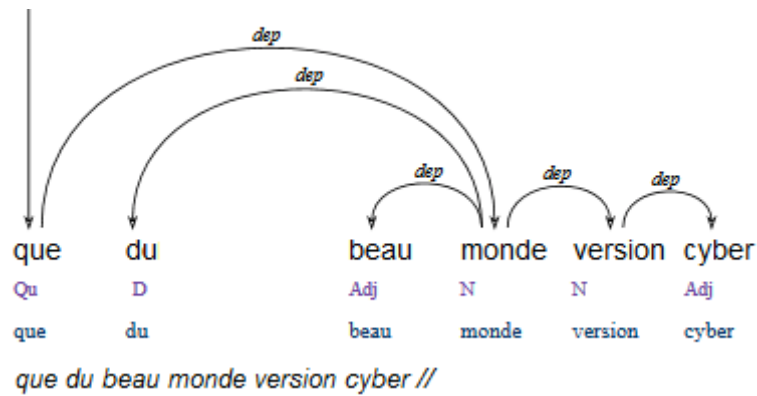 dep
dep
dep dep dep
que du beau monde version cyber
Qu D Adj N N Adj
que du beau monde version cyber
que du beau monde version cyber //